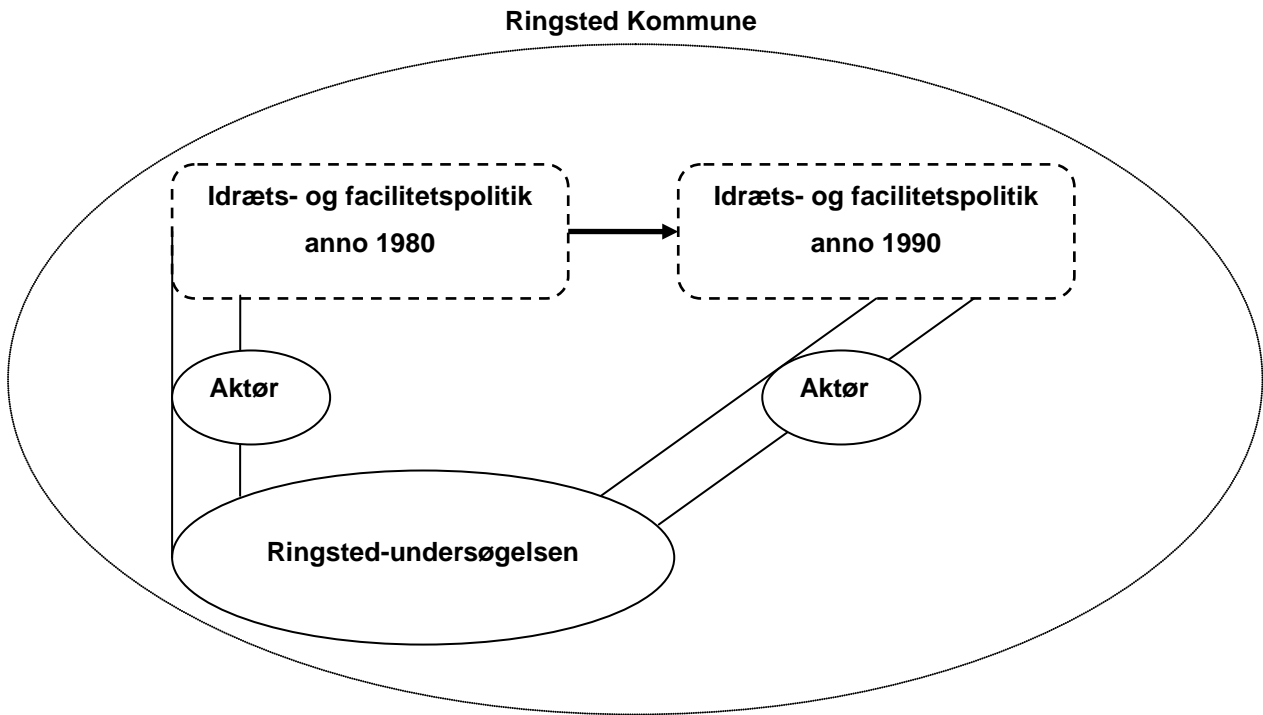 Ringsted Kommune
Idræts- og facilitetspolitik
anno 1980
Idræts- og facilitetspolitik
anno 1990
Aktør
Aktør
Ringsted-undersøgelsen